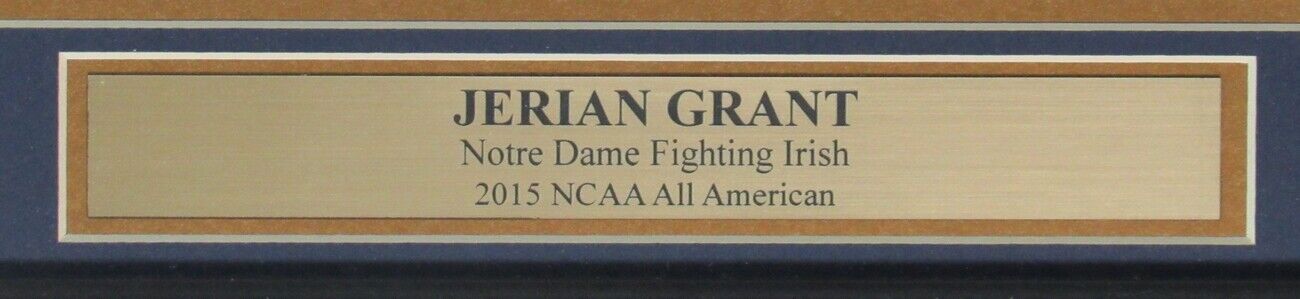 JERIAN GRANT
Notre Dame Fighting Irish
2015 NCAA All American